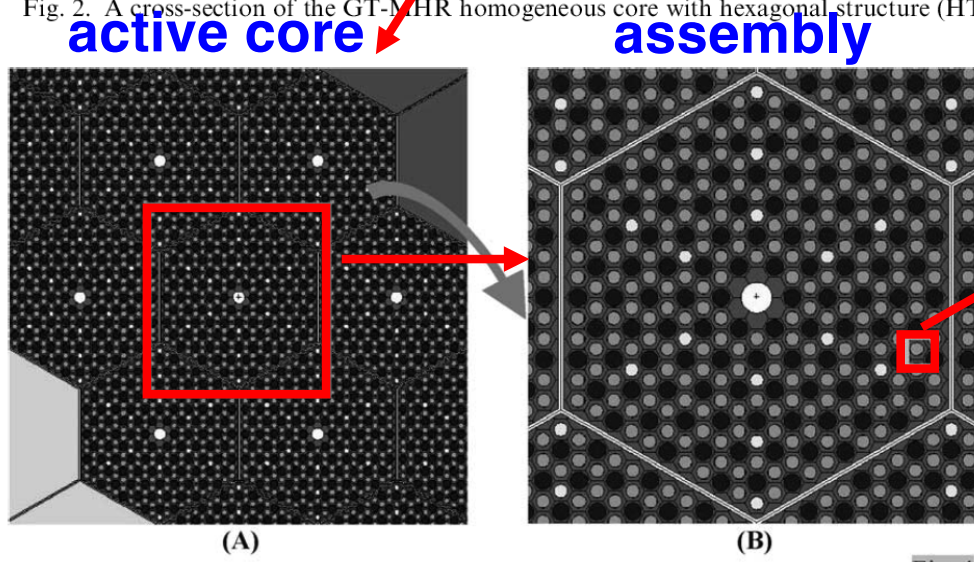 Fig. 2. A cross-section of the GT-MHR homogeneous core with hexagonal structure (HT
active core
assembly
(A)
(B)